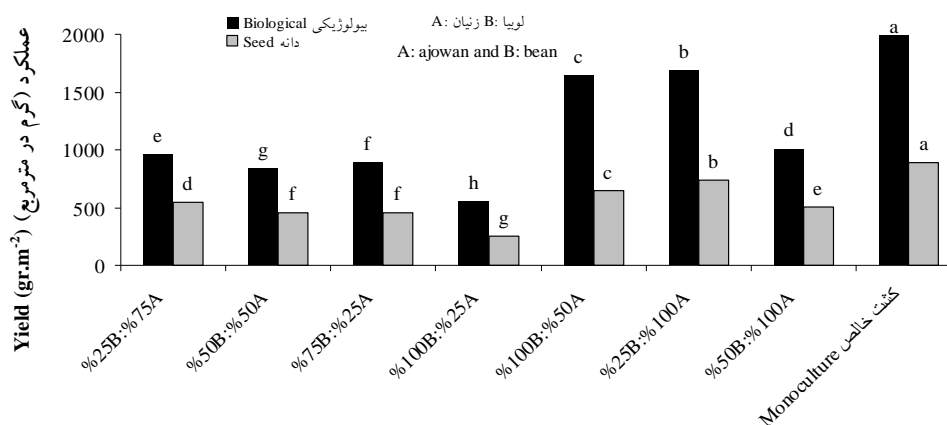 Biological بیولوژیکی
Seed دانه
A: زنیان B: لوبیا
A: ajowan and B: bean
Yield (gr.m-2) عملکرد (گرم در مترمربع)
2000
1500
1000
500
0
e
d
g
f
f
f
h
g
c
c
b
b
d
e
a
a
%25B:%75A
%50B:%50A
%75B:%25A
%100B:%25A
%100B:%50A
%25B:%100A
%50B:%100A
Monoculture کشت خالص